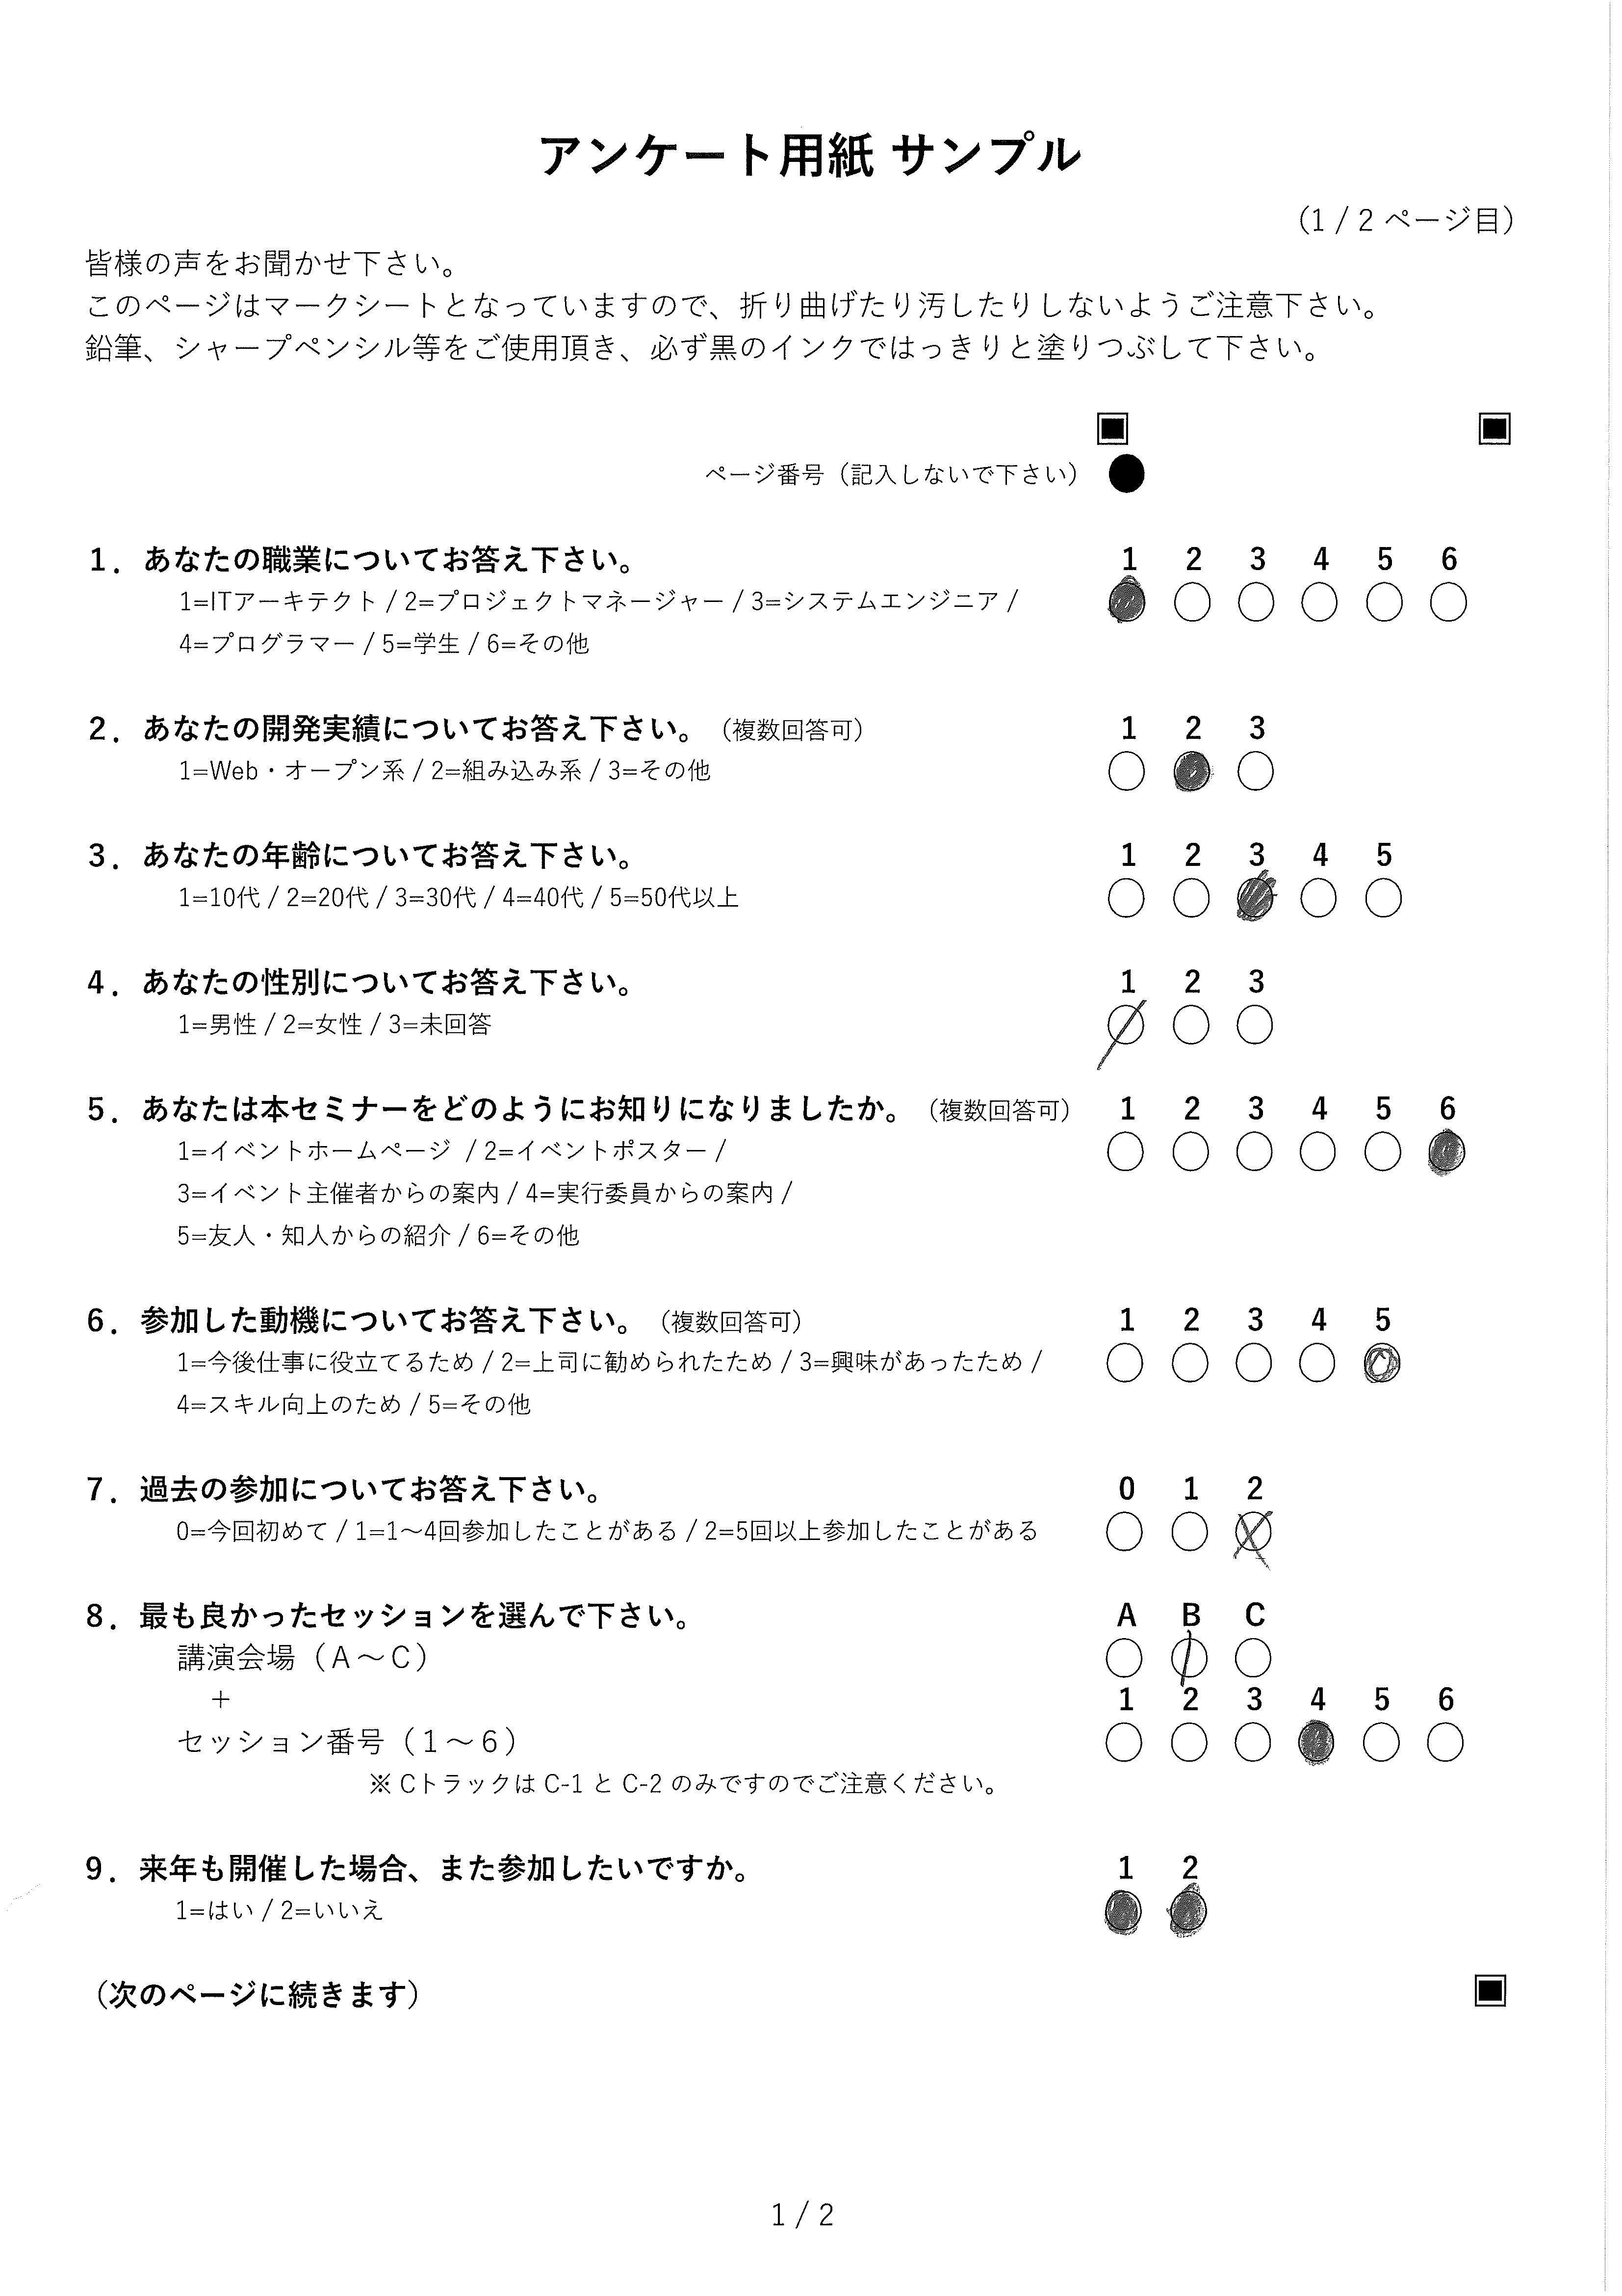 アンケート用紙 サンプル
（1 / 2 ページ目）
皆様の声をお聞かせ下さい。
このページはマークシートとなっていますので、折り曲げたり汚したりしないようご注意下さい。
鉛筆、シャープペンシル等をご使用頂き、必ず黒のインクではっきりと塗りつぶして下さい。
ページ番号（記入しないで下さい）
1．あなたの職業についてお答え下さい。 1 2 3 4 5 6
1=ITアーキテクト / 2=プロジェクトマネージャー / 3=システムエンジニア /
4=プログラマー / 5=学生 / 6=その他
2．あなたの開発実績についてお答え下さい。（複数回答可） 1 2 3
1=Web・オープン系 / 2=組み込み系 / 3=その他
3．あなたの年齢についてお答え下さい。 1 2 3 4 5
1=10代 / 2=20代 / 3=30代 / 4=40代 / 5=50代以上
4．あなたの性別についてお答え下さい。 1 2 3
1=男性 / 2=女性 / 3=未回答
5．あなたは本セミナーをどのようにお知りになりましたか。（複数回答可） 1 2 3 4 5 6
1=イベントホームページ / 2=イベントポスター /
3=イベント主催者からの案内 / 4=実行委員からの案内 /
5=友人・知人からの紹介 / 6=その他
6．参加した動機についてお答え下さい。（複数回答可） 1 2 3 4 5
1=今後仕事に役立てるため / 2=上司に勧められたため / 3=興味があったため /
4=スキル向上のため / 5=その他
7．過去の参加についてお答え下さい。 0 1 2
0=今回初めて / 1=1～4回参加したことがある / 2=5回以上参加したことがある
8．最も良かったセッションを選んで下さい。 A B C
講演会場（A～C）
＋ 1 2 3 4 5 6
セッション番号（1～6）
※ Cトラックは C-1 と C-2 のみですのでご注意ください。
9．来年も開催した場合、また参加したいですか。 1 2
1=はい / 2=いいえ
（次のページに続きます）
1 / 2